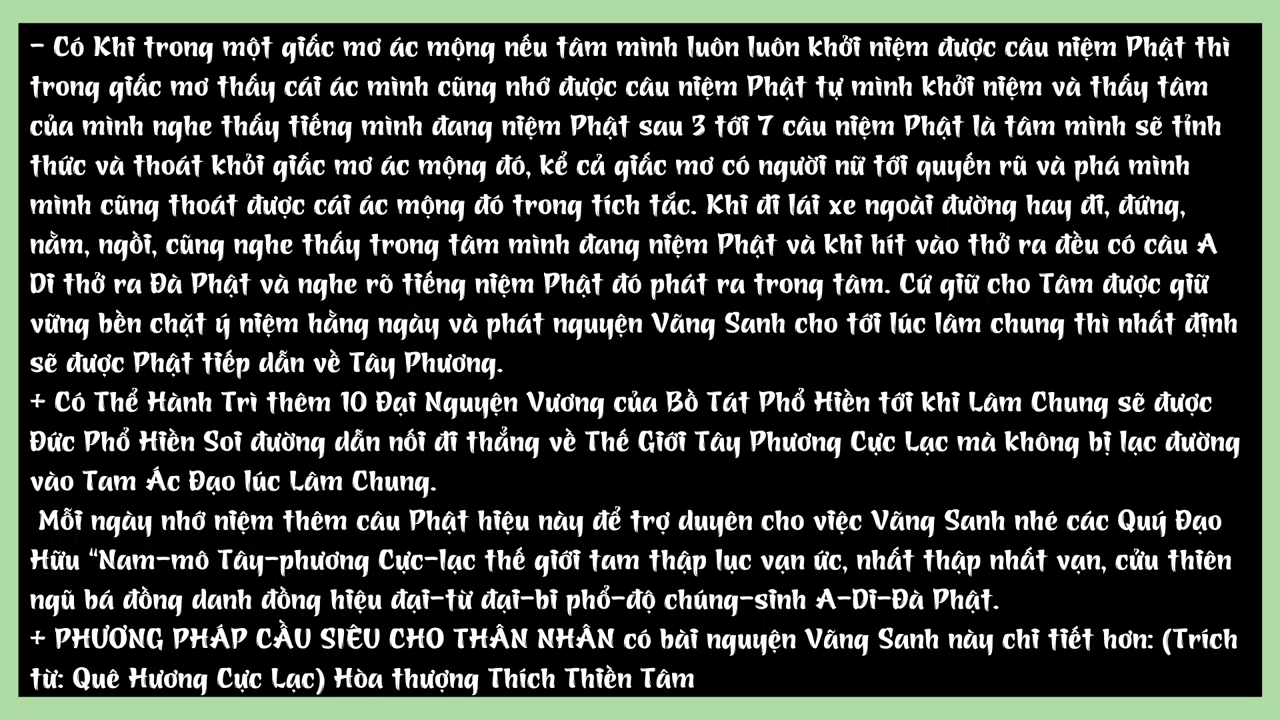 - Có Khi trong một giấc mơ ác mộng nếu tâm mình luôn luôn khởi niệm được câu niệm Phật thì
trong giấc mơ thấy cái ác mình cũng nhớ được câu niệm Phật tự mình khởi niệm và thấy tâm
của mình nghe thấy tiếng mình đang niệm Phật sau 3 tới 7 câu niệm Phật là tâm mình sẽ tỉnh
thức và thoát khỏi giấc mơ ác mộng đó, kể cả giấc mơ có người nữ tới quyến rũ và phá mình
mình cũng thoát được cái ác mộng đó trong tích tắc. Khi đi lái xe ngoài đường hay đi, đứng,
nằm, ngồi, cũng nghe thấy trong tâm mình đang niệm Phật và khi hít vào thở ra đều có câu A
Di thở ra Đà Phật và nghe rõ tiếng niệm Phật đó phát ra trong tâm. Cứ giữ cho Tâm được giữ
vững bền chặt ý niệm hằng ngày và phát nguyện Vãng Sanh cho tới lúc lâm chung thì nhất định
sẽ được Phật tiếp dẫn về Tây Phương.
+ Có Thể Hành Trì thêm 10 Đại Nguyện Vương của Bồ Tát Phổ Hiền tới khi Lâm Chung sẽ được
Đức Phổ Hiền Soi đường dẫn nối đi thẳng về Thế Giới Tây Phương Cực Lạc mà không bị lạc đường
vào Tam Ác Đạo lúc Lâm Chung.
Mỗi ngày nhớ niệm thêm câu Phật hiệu này để trợ duyên cho việc Vãng Sanh nhé các Quý Đạo
Hữu “Nam-mô Tây-phương Cực-lạc thế giới tam thập lục vạn ức, nhất thập nhất vạn, cửu thiên
ngũ bá đồng danh đồng hiệu đại-từ đại-bi phổ-độ chúng-sinh A-Di-Đà Phật.
+ PHƯƠNG PHÁP CẦU SIÊU CHO THÂN NHÂN có bài nguyện Vãng Sanh này chi tiết hơn: (Trích
từ: Quê Hương Cực Lạc) Hòa thượng Thích Thiền Tâm